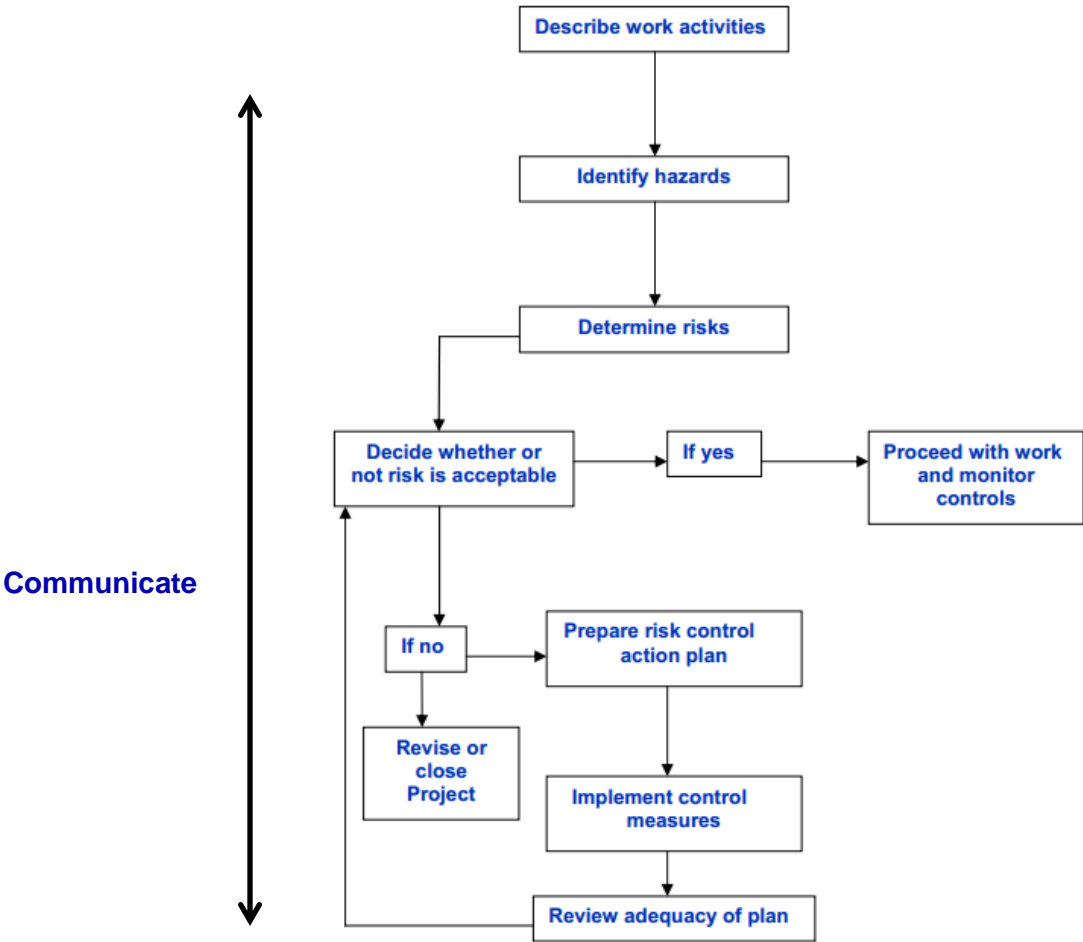 Describe work activities
Identify hazards
Determine risks
Decide whether or
not risk is acceptable
If yes
Proceed with work
and monitor
controls
Communicate
If no
Prepare risk control
action plan
Revise or
close
Project
Implement control
measures
Review adequacy of plan